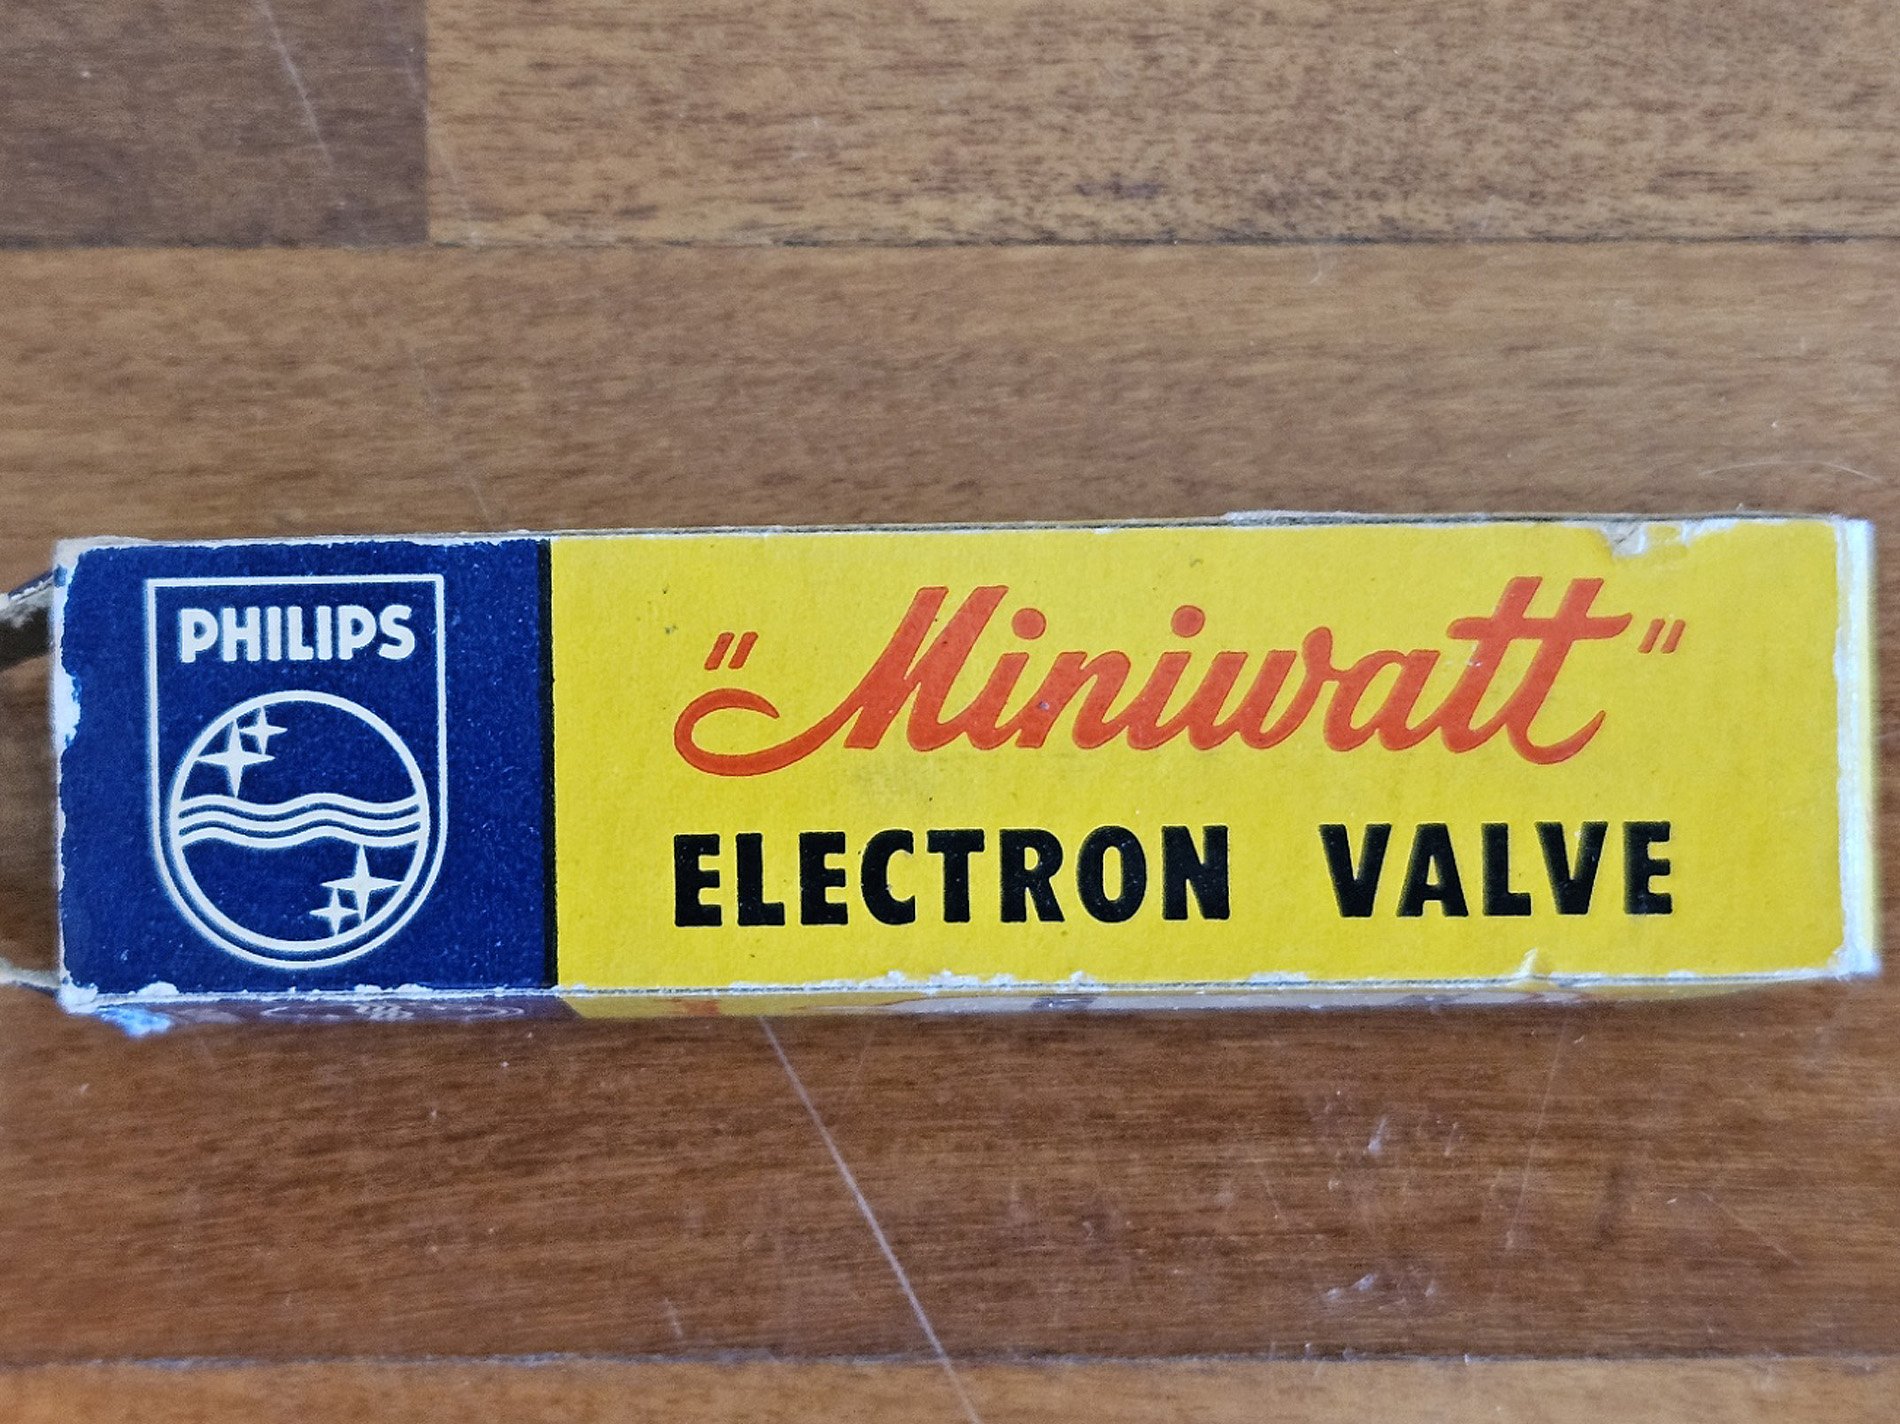 PHILIPS
"Miniwatt"
ELECTRON VALVE